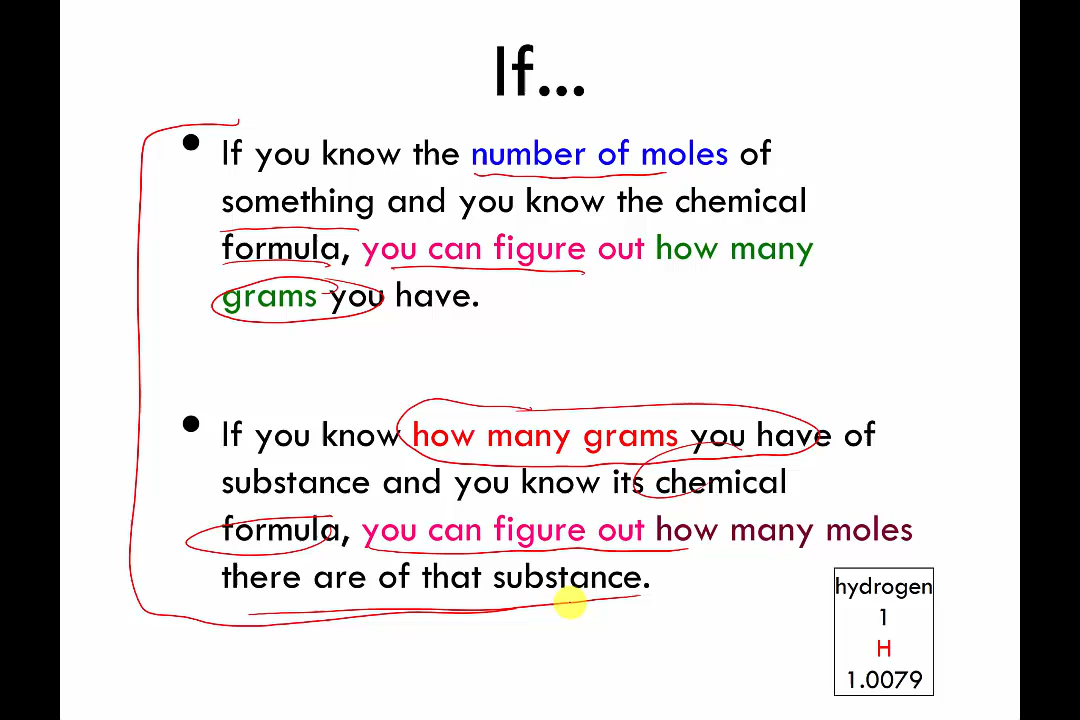 If...
• If you know the number of moles of
something and you know the chemical
formula, you can figure out how many
grams you have.
• If you know how many grams you have of
substance and you know its chemical
formula, you can figure out how many moles
there are of that substance.
hydrogen
1
H
1.0079